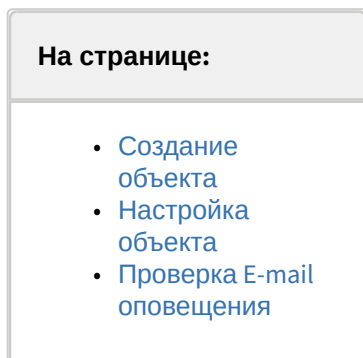 На странице:
• Создание
объекта
• Настройка
объекта
• Проверка E-mail
оповещения